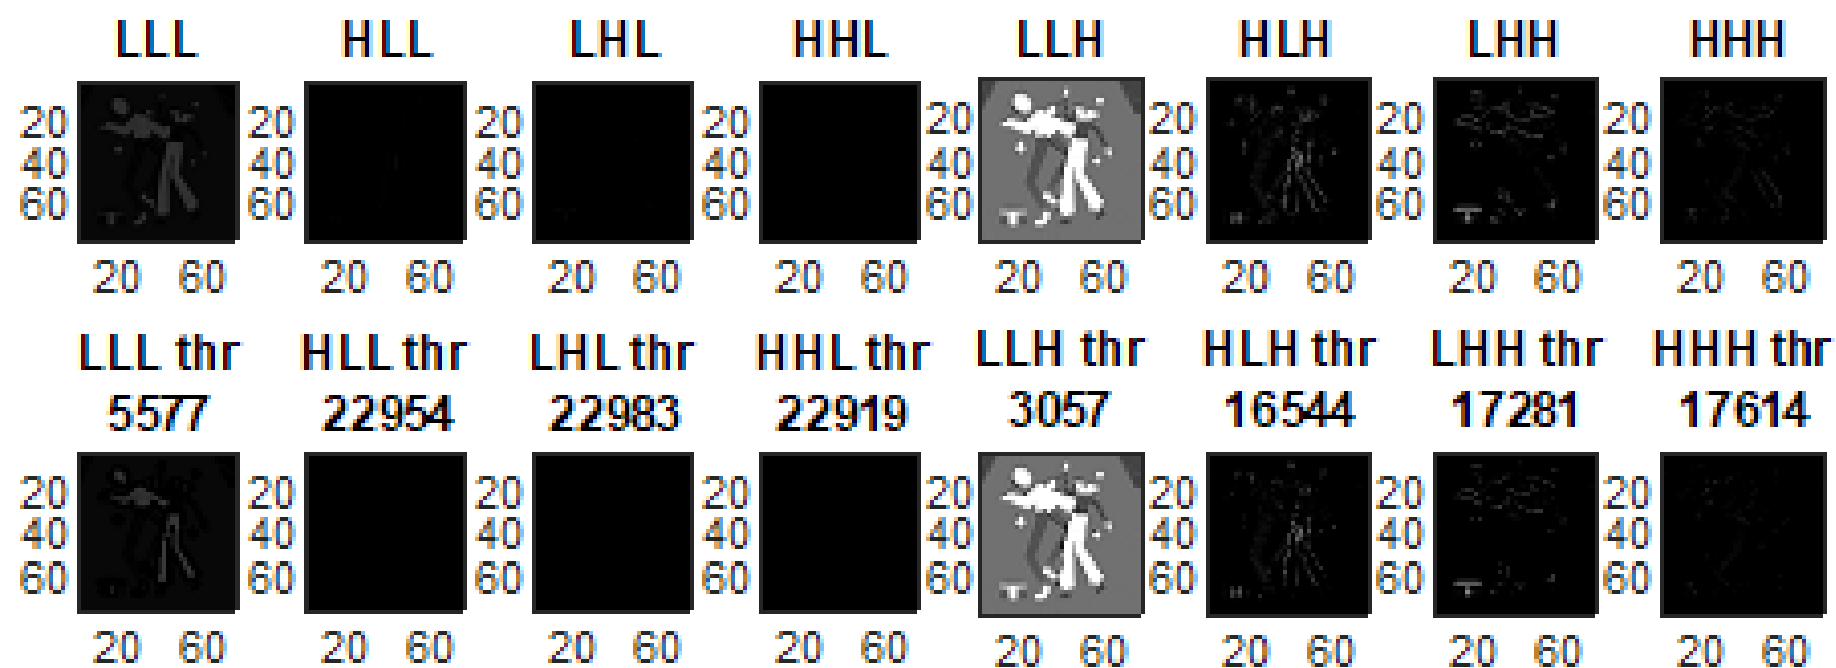 LLL HLL LHL HHL LLH HLH LHH HHH
20 20 20 20 20 20 20 20
40 40 40 40 40 40 40 40
60 60 60 60 60 60 60 60
20 60 20 60 20 60 20 60 20 60 20 60 20 60 20 60
LLL thr HLL thr LHL thr HHL thr LLH thr HLH thr LHH thr HHH thr
5577 22954 22983 22919 3057 16544 17281 17614
20 20 20 20 20 20 20 20
40 40 40 40 40 40 40 40
60 60 60 60 60 60 60 60
20 60 20 60 20 60 20 60 20 60 20 60 20 60 20 60